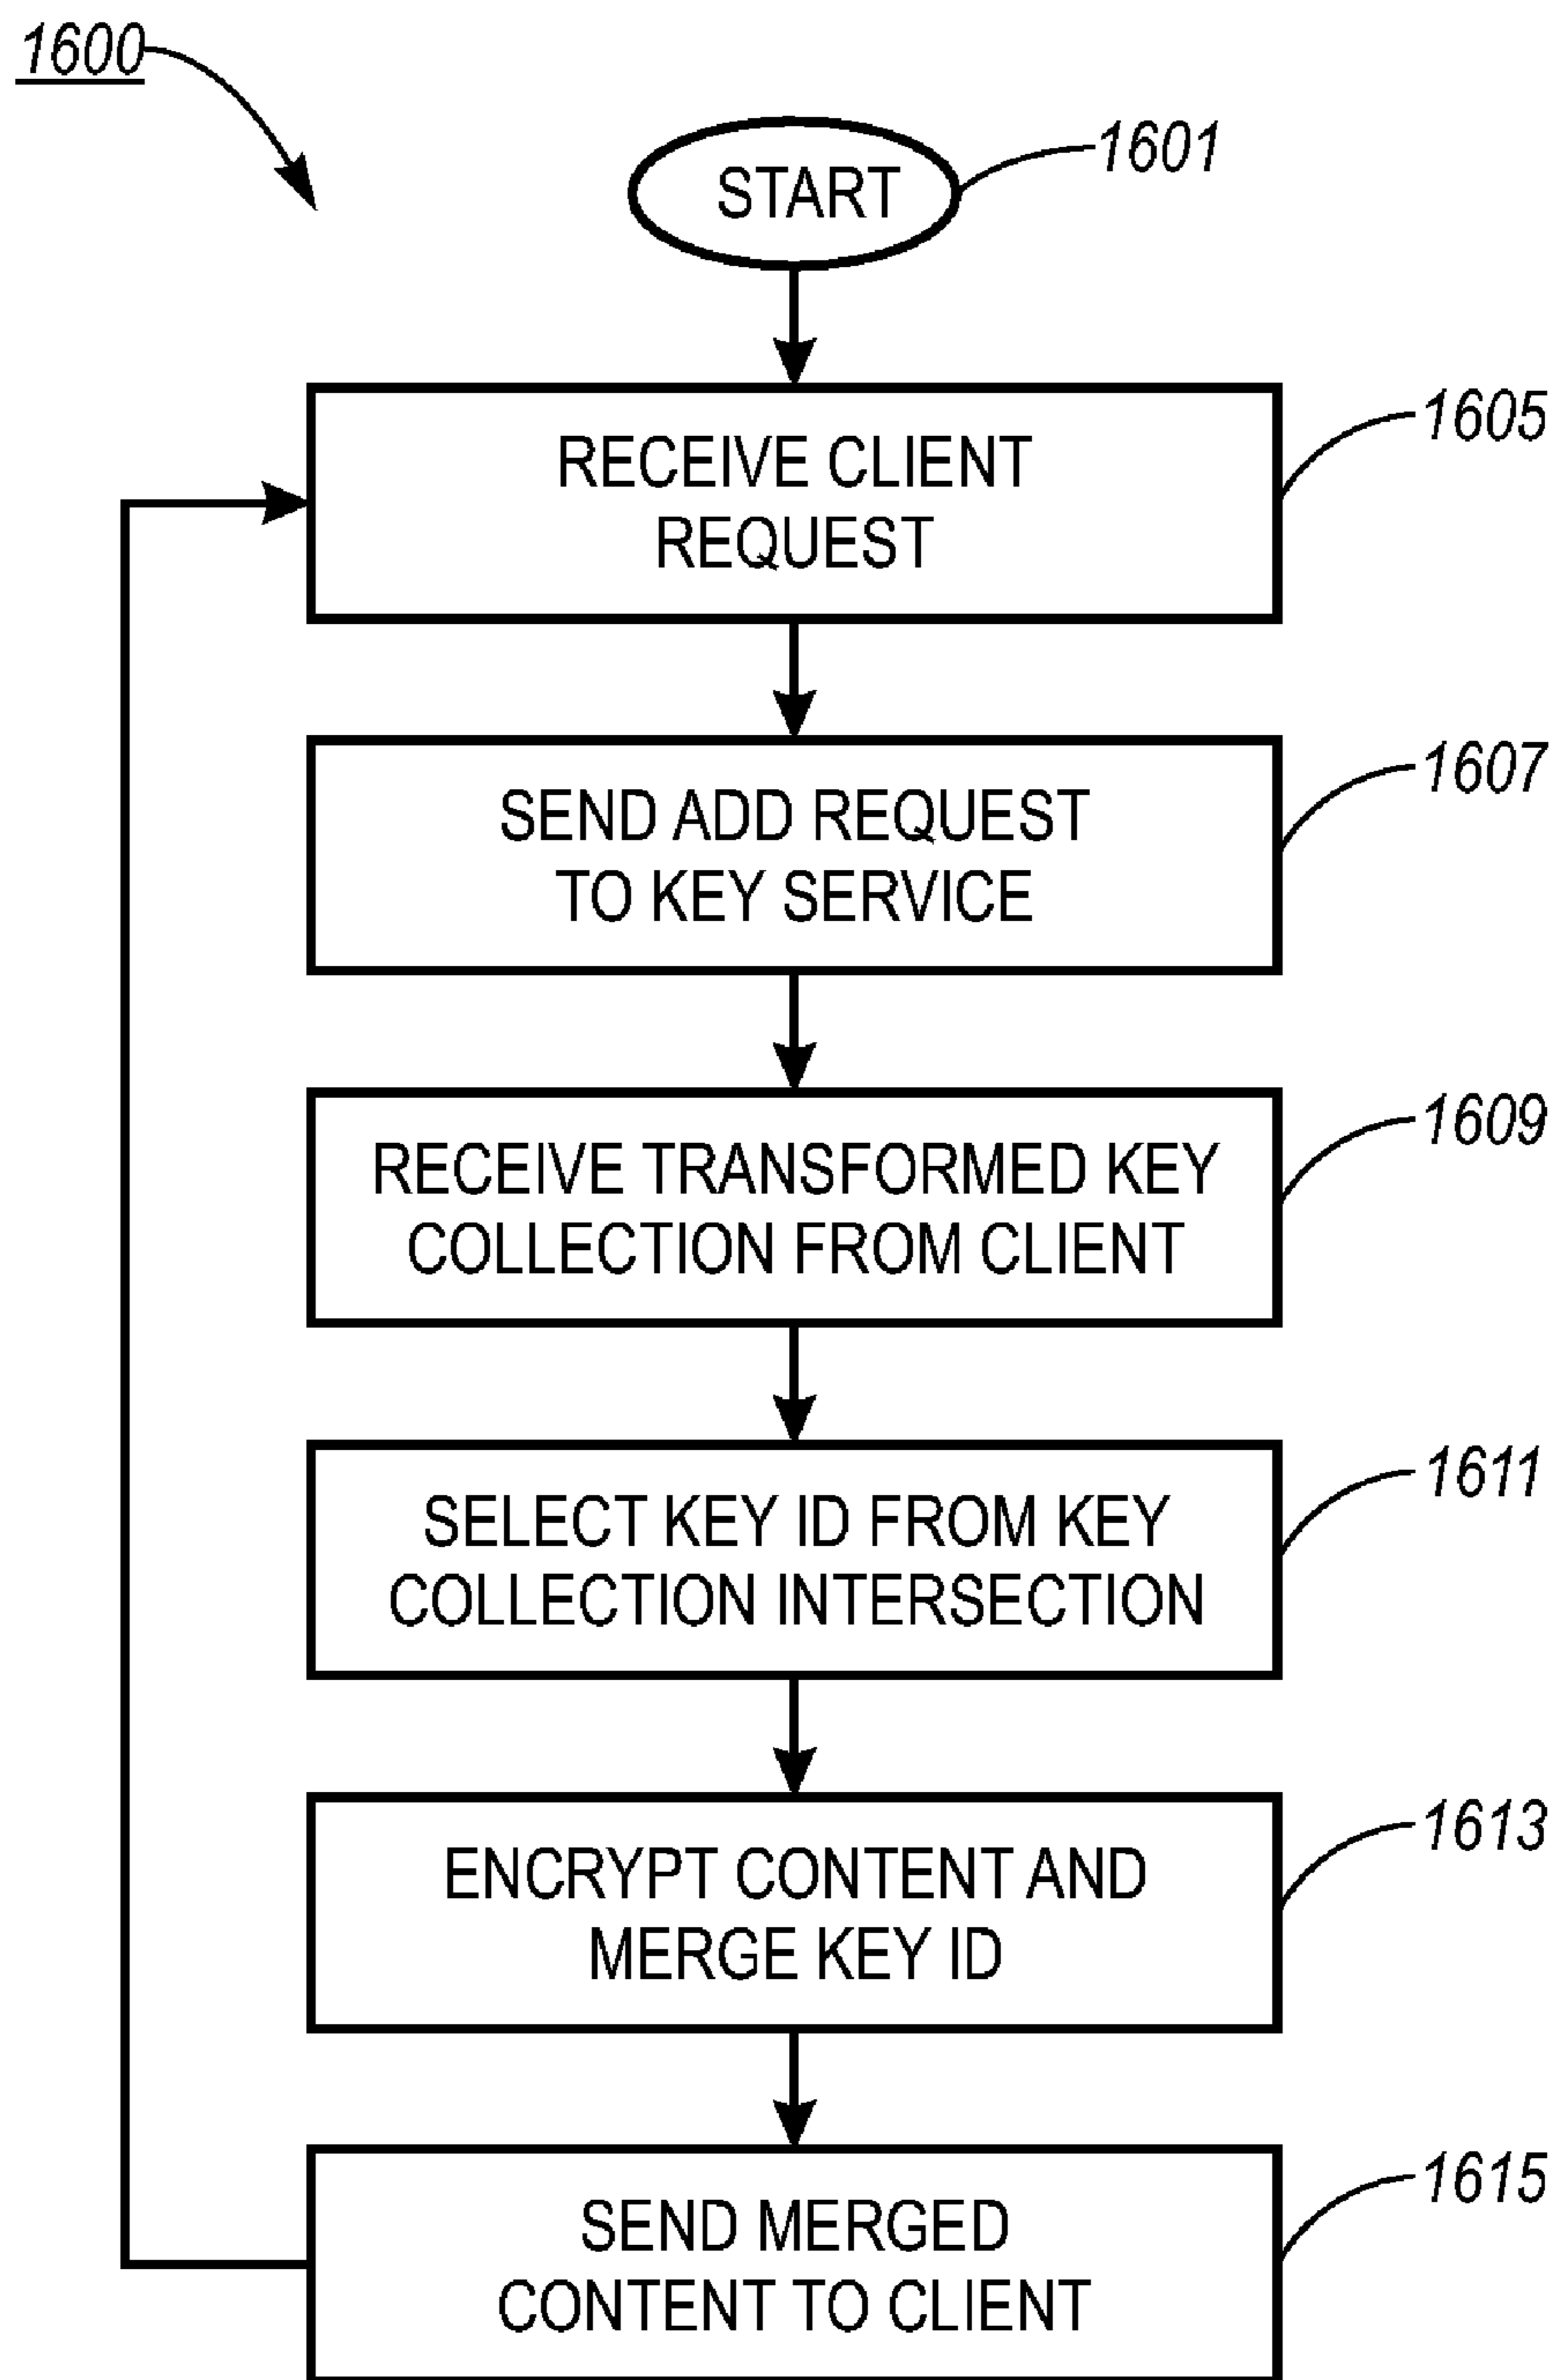 1600
START
1601
RECEIVE CLIENT
REQUEST
1605
SEND ADD REQUEST
TO KEY SERVICE
1607
RECEIVE TRANSFORMED KEY
COLLECTION FROM CLIENT
1609
SELECT KEY ID FROM KEY
COLLECTION INTERSECTION
1611
ENCRYPT CONTENT AND
MERGE KEY ID
1613
SEND MERGED
CONTENT TO CLIENT
1615